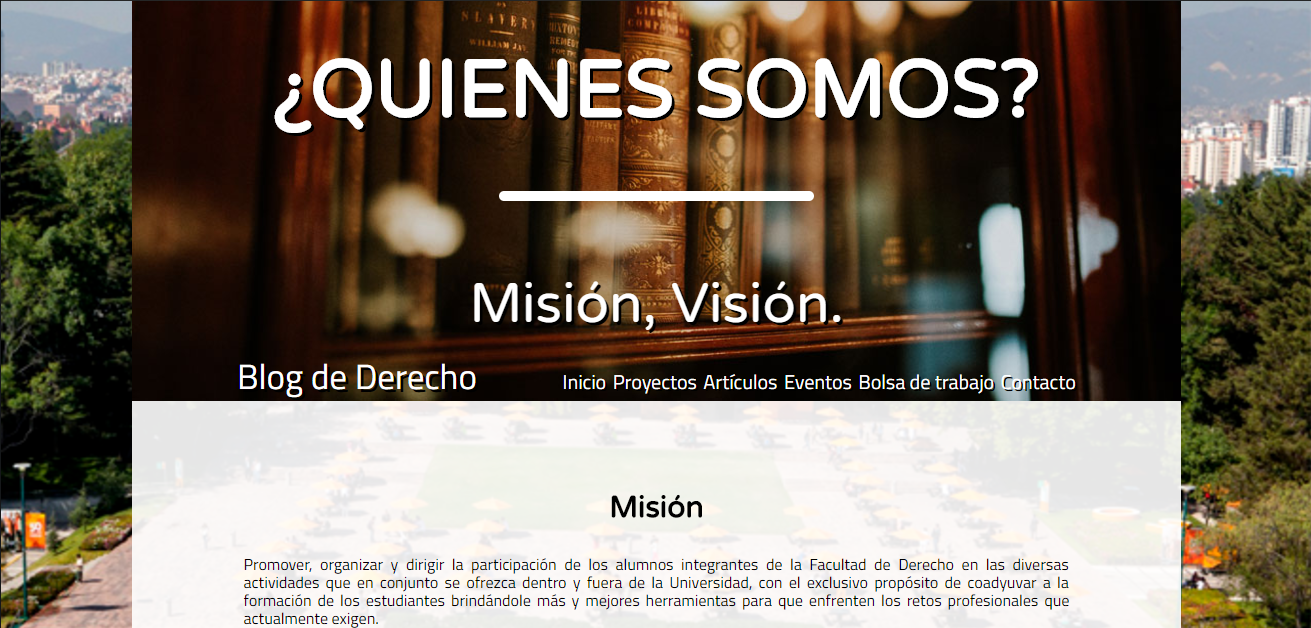 SLAVERY
WILLIAM JAY
¿QUIENES SOMOS?
Misión, Visión.
Blog de Derecho
Inicio Proyectos Artículos Eventos Bolsa de trabajo Contacto
Misión
Promover, organizar y dirigir la participación de los alumnos integrantes de la Facultad de Derecho en las diversas
actividades que en conjunto se ofrezca dentro y fuera de la Universidad, con el exclusivo propósito de coadyuvar a la
formación de los estudiantes brindándole más y mejores herramientas para que enfrenten los retos profesionales que
actualmente exigen.